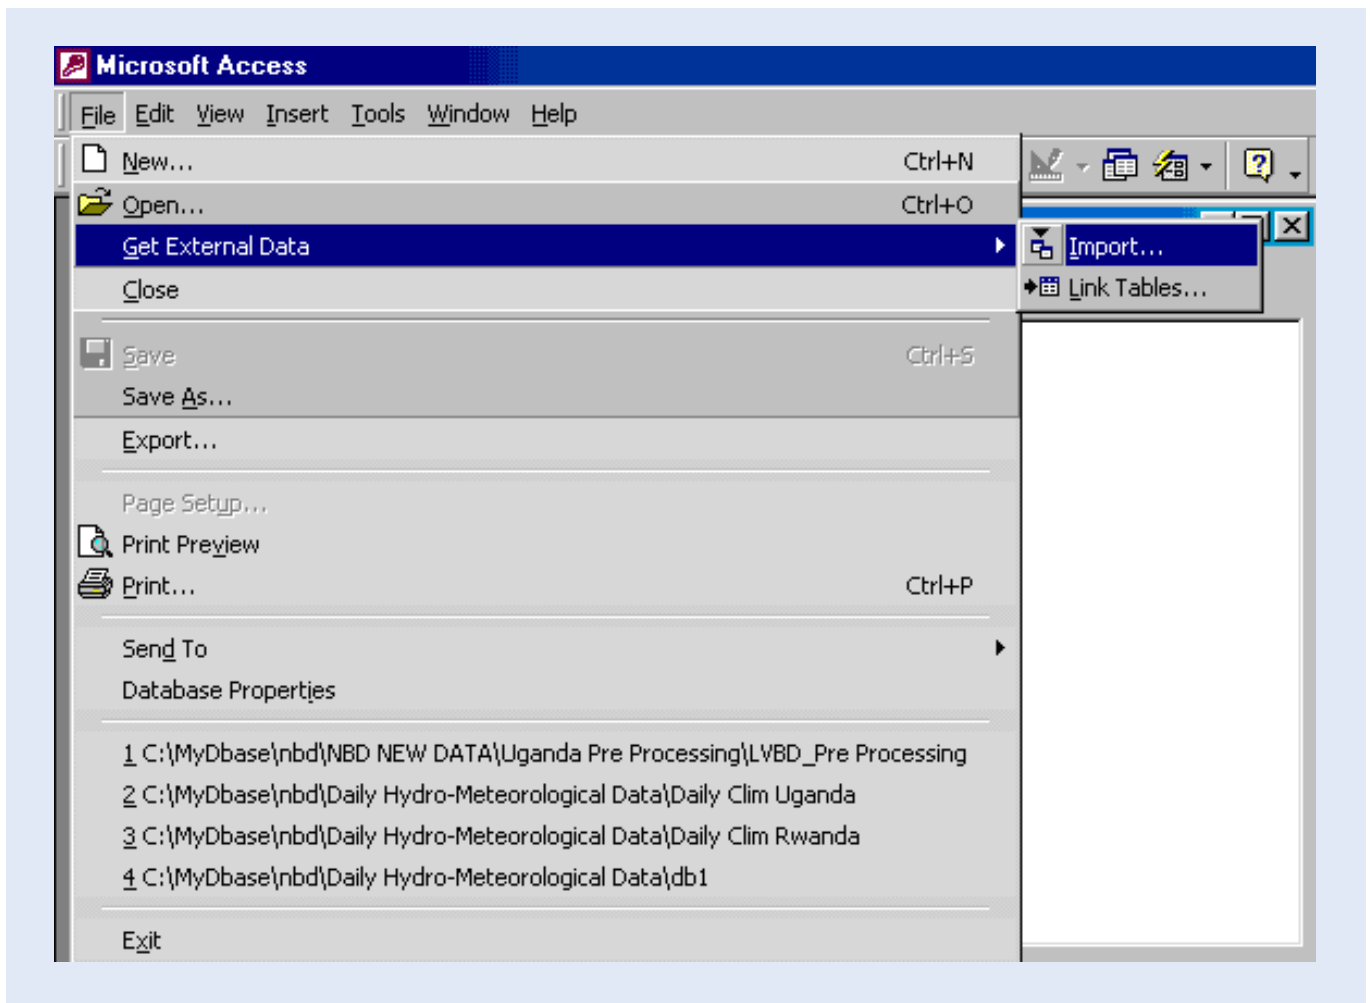 Microsoft Access
File Edit View Insert Tools Window Help
New... Ctrl+N
Open... Ctrl+O
Get External Data
Import...
Close
Link Tables...
Save Ctrl+S
Save As...
Export...
Page Setup...
Print Preview
Print... Ctrl+P
Send To
Database Properties
1 C:\MyDbase\nbd\NBD NEW DATA\Uganda Pre Processing\LVBD_Pre Processing
2 C:\MyDbase\nbd\Daily Hydro-Meteorological Data\Daily Clim Uganda
3 C:\MyDbase\nbd\Daily Hydro-Meteorological Data\Daily Clim Rwanda
4 C:\MyDbase\nbd\Daily Hydro-Meteorological Data\db1
Exit